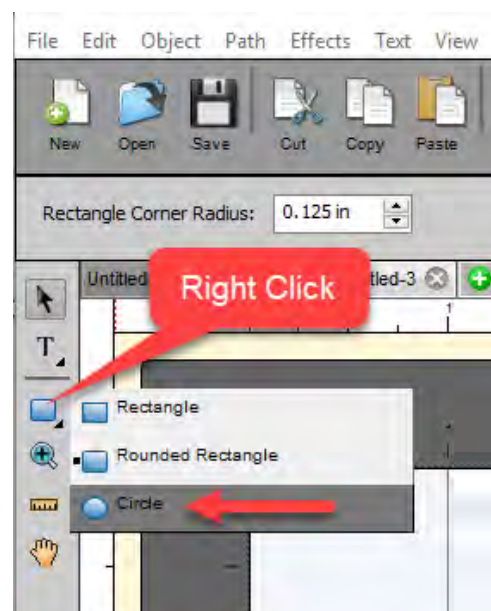 File Edit Object Path Effects Text View
New Open Save Cut Copy Paste
Rectangle Corner Radius: 0.125 in
Untitled tled-3
Right Click
1
T
Rectangle
Rounded Rectangle
Circle